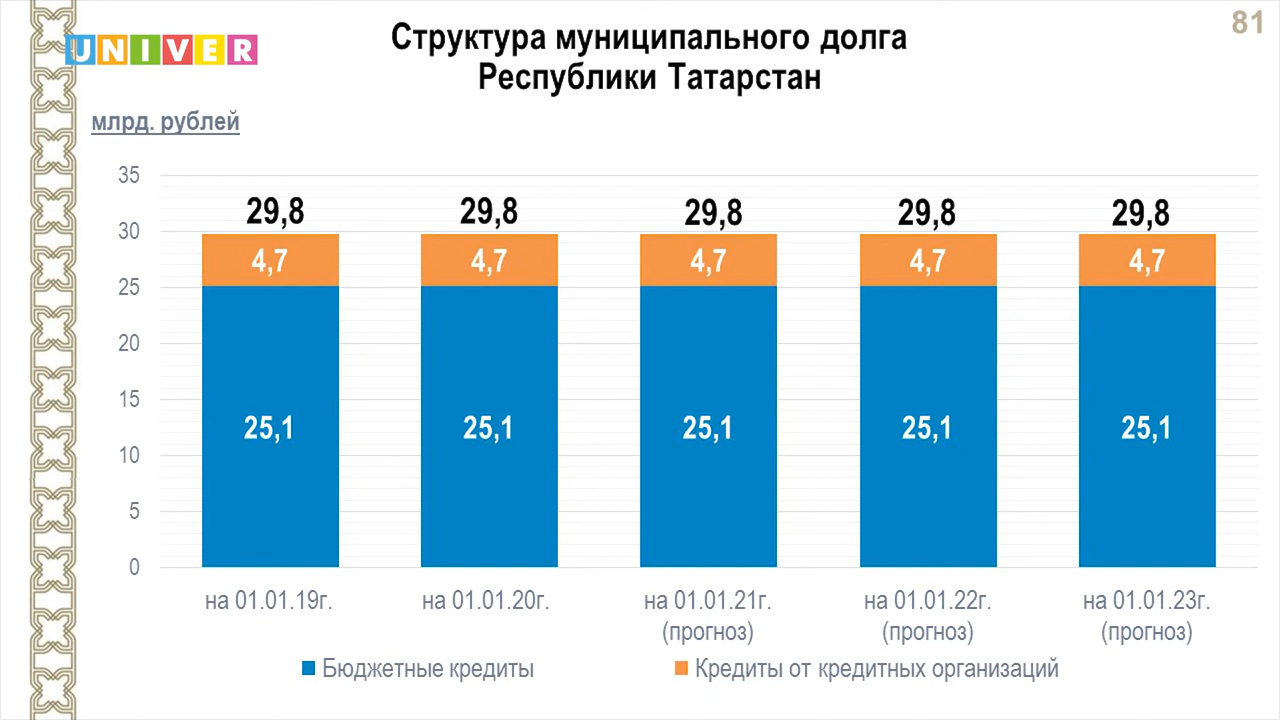 81
UNIVER
Структура муниципального долга
Республики Татарстан
млрд. рублей
35
30
25
20
15
10
5
0
29,8 29,8 29,8 29,8 29,8
4,7 4,7 4,7 4,7 4,7
25,1 25,1 25,1 25,1 25,1
на 01.01.19г. на 01.01.20г. на 01.01.21г. на 01.01.22г. на 01.01.23г.
(прогноз) (прогноз) (прогноз)
Бюджетные кредиты Кредиты от кредитных организаций